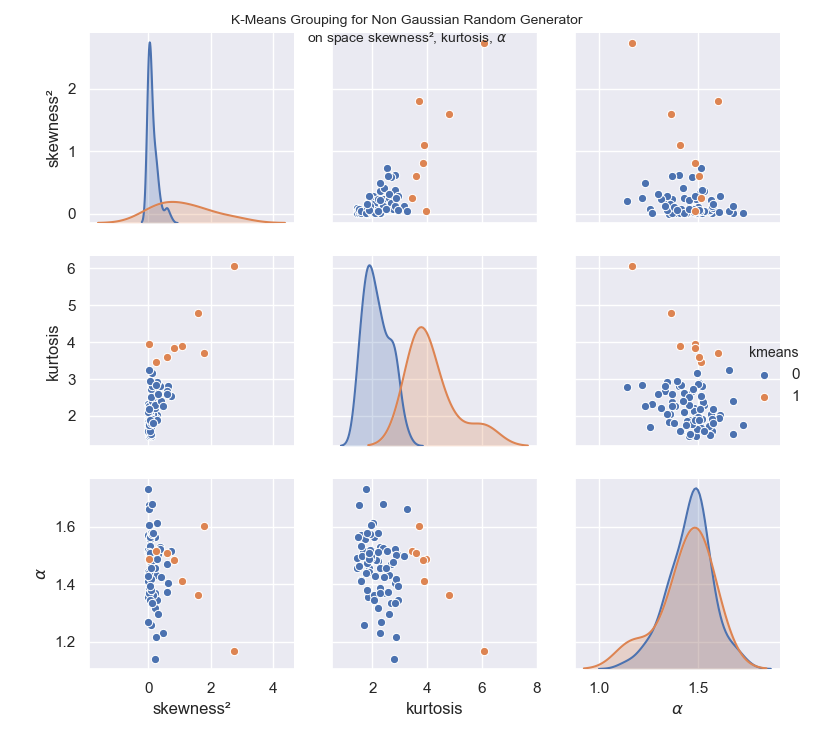 K-Means Grouping for Non Gaussian Random Generator
on space skewness², kurtosis, α
skewness²
2
1
0
kurtosis
6
5
4
3
2
kmeans
0
1
α
1.6
1.4
1.2
0
2
4
2
4
6
8
1.0
1.5
skewness²
kurtosis
α